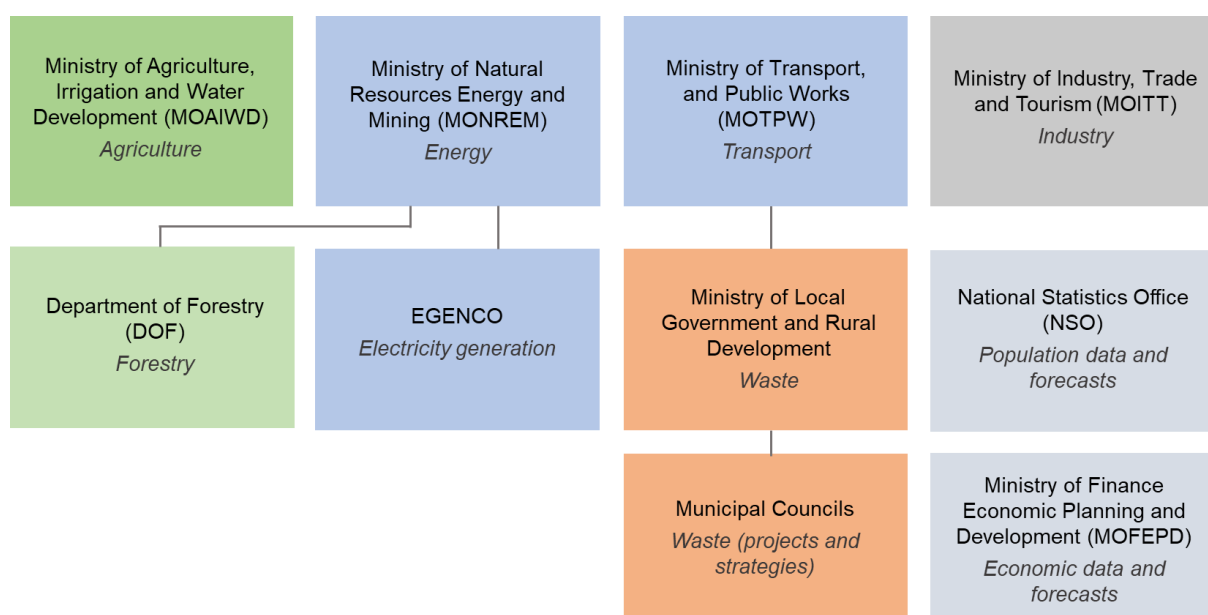 Ministry of Agriculture,
Irrigation and Water
Development (MOAIWD)
Agriculture
Ministry of Natural
Resources Energy and
Mining (MONREM)
Energy
Ministry of Transport,
and Public Works
(MOTPW)
Transport
Ministry of Industry, Trade
and Tourism (MOITT)
Industry
Department of Forestry
(DOF)
Forestry
EGENCO
Electricity generation
Ministry of Local
Government and Rural
Development
Waste
National Statistics Office
(NSO)
Population data and
forecasts
Municipal Councils
Waste (projects and
strategies)
Ministry of Finance
Economic Planning and
Development (MOFEPD)
Economic data and
forecasts